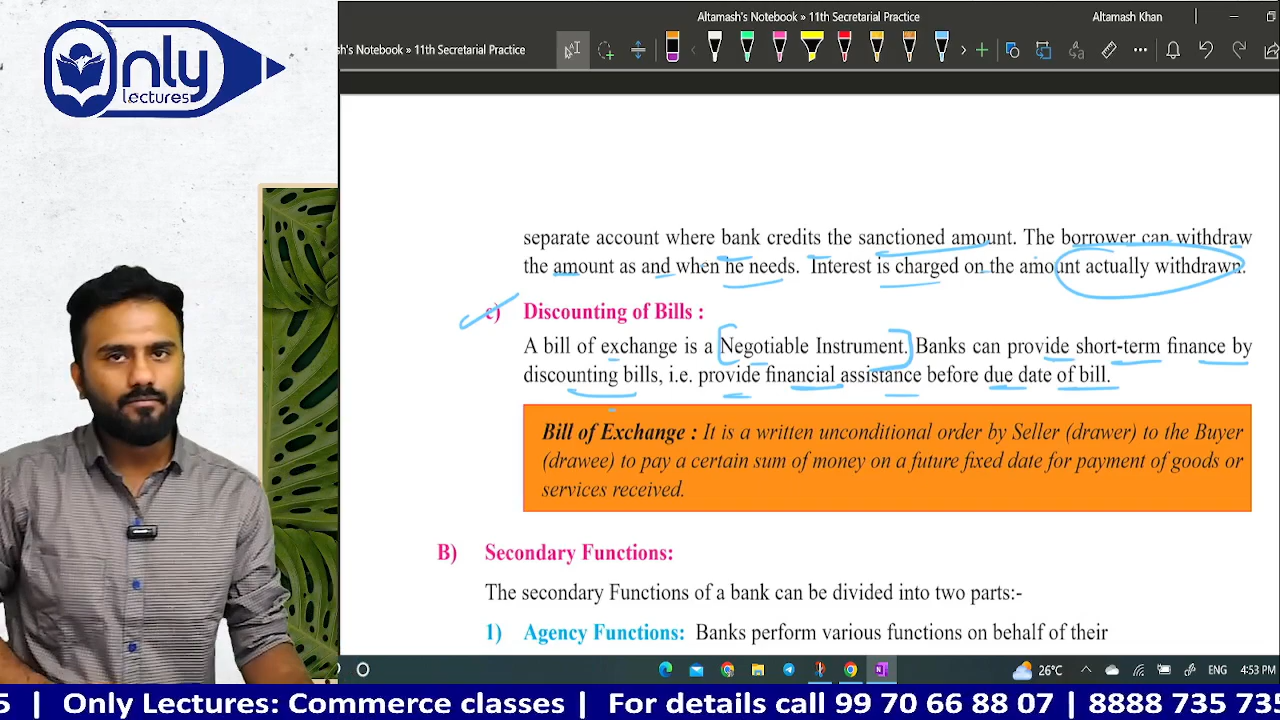 Only
lectures
Altamash's Notebook » 11th Secretarial Practice
Altamash Khan
's Notebook » 11th Secretarial Practice
separate account where bank credits the sanctioned amount. The borrower can withdraw
the amount as and when he needs. Interest is charged on the amount actually withdrawn.
c) Discounting of Bills :
A bill of exchange is a Negotiable Instrument. Banks can provide short-term finance by
discounting bills, i.e. provide financial assistance before due date of bill.
Bill of Exchange : It is a written unconditional order by Seller (drawer) to the Buyer
(drawee) to pay a certain sum of money on a future fixed date for payment of goods or
services received.
B) Secondary Functions:
The secondary Functions of a bank can be divided into two parts:-
1) Agency Functions: Banks perform various functions on behalf of their
26°C
ENG
4:53 PM
5 | Only Lectures: Commerce classes | For details call 99 70 66 88 07 | 8888 735 735